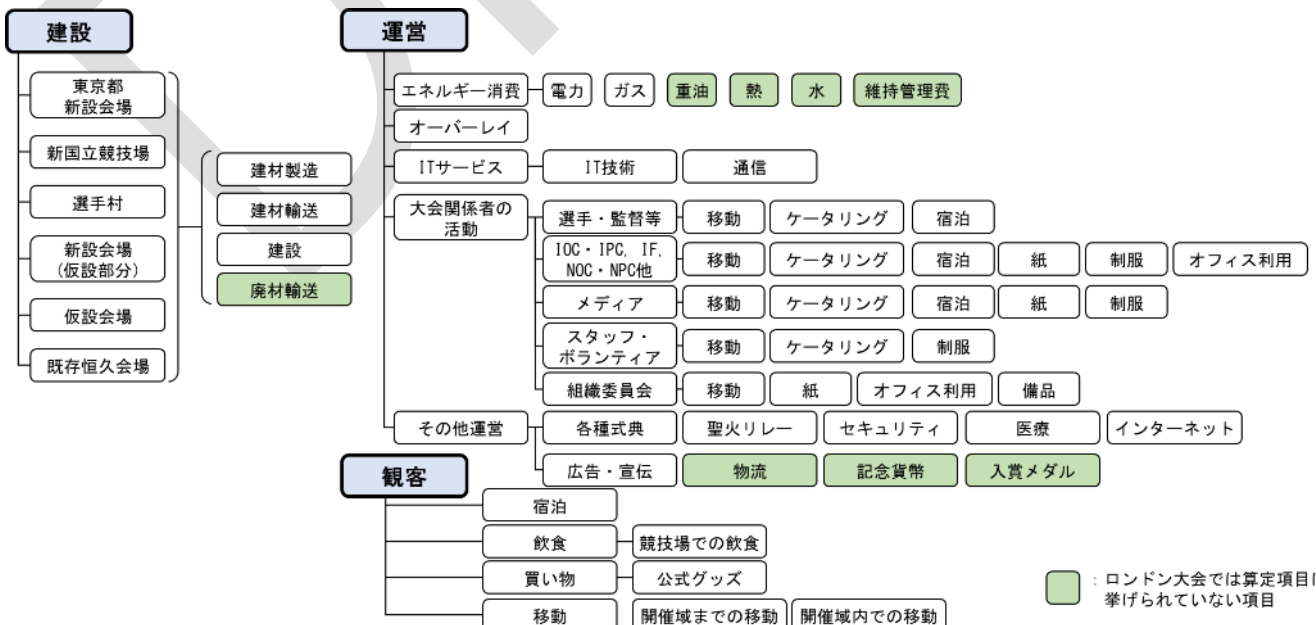 建設
東京都
新設会場
新国立競技場
選手村
新設会場
(仮設部分)
仮設会場
既存恒久会場
建材製造
建材輸送
建設
廃材輸送
運営
エネルギー消費 電力 ガス 重油 熱 水 維持管理費
オーバーレイ
ITサービス IT技術 通信
大会関係者の
活動
選手・監督等 移動 ケータリング 宿泊
IOC・IPC, IF,
NOC・NPC他
移動 ケータリング 宿泊 紙 制服 オフィス利用
メディア 移動 ケータリング 宿泊 紙 制服
スタッフ・
ボランティア
移動 ケータリング 制服
組織委員会 移動 紙 オフィス利用 備品
その他運営 各種式典 聖火リレー セキュリティ 医療 インターネット
広告・宣伝 物流 記念貨幣 入賞メダル
観客
宿泊
飲食 競技場での飲食
買い物 公式グッズ
移動 開催域までの移動 開催域内での移動
:ロンドン大会では算定項目
挙げられていない項目